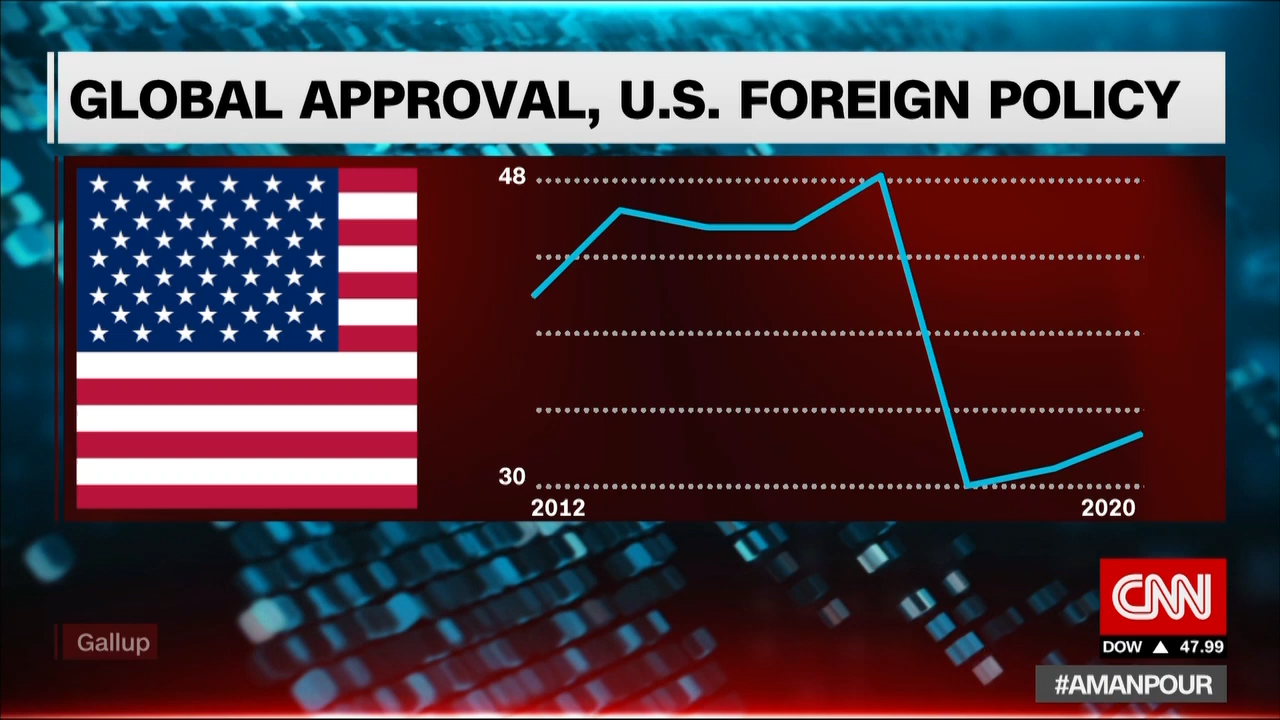 GLOBAL APPROVAL, U.S. FOREIGN POLICY
48
30
2012
2020
Gallup
CNN
DOW ▲ 47.99
#AMANPOUR